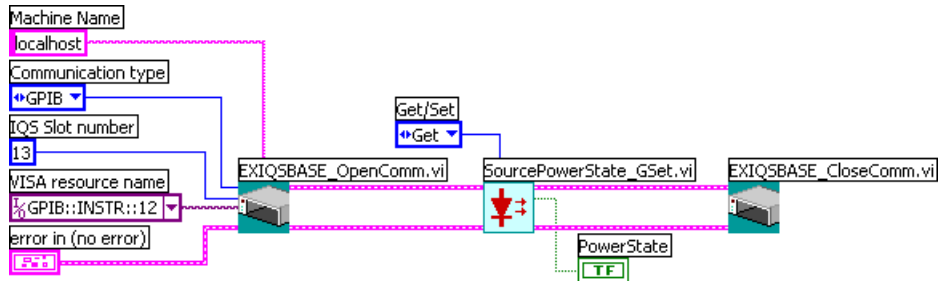 Machine Name
localhost
Communication type
GPIB
Get/Set
Get
IQS Slot number
13
VISA resource name
GPIB::INSTR::12
EXIQSBASE_OpenComm.vi
SourcePowerState_GSet.vi
EXIQSBASE_CloseComm.vi
error in (no error)
PowerState
TF